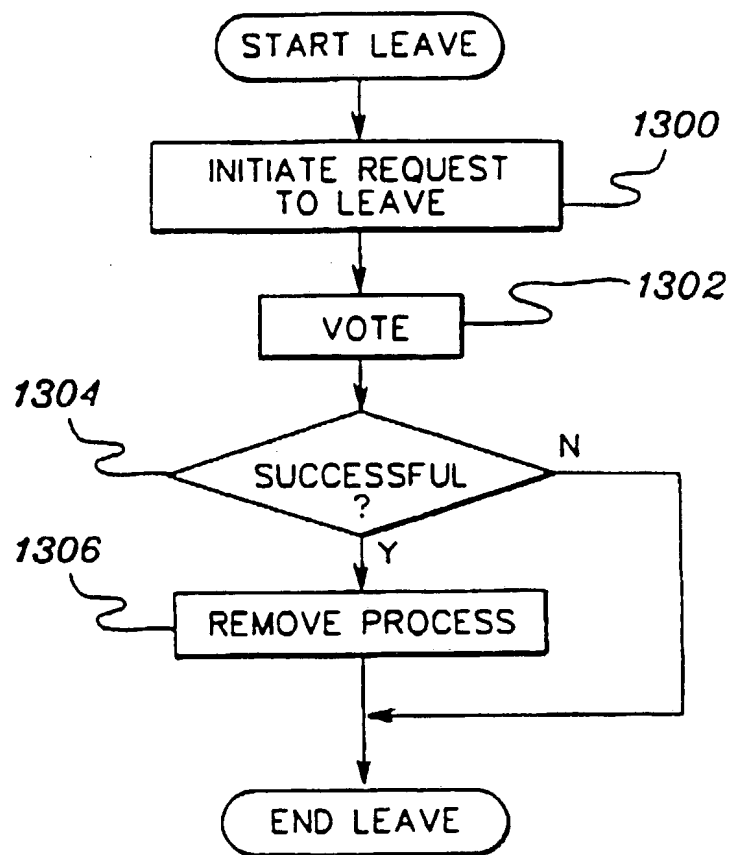 START LEAVE
1300
INITIATE REQUEST
TO LEAVE
1302
VOTE
1304
N
SUCCESSFUL
?
Y
1306
REMOVE PROCESS
END LEAVE